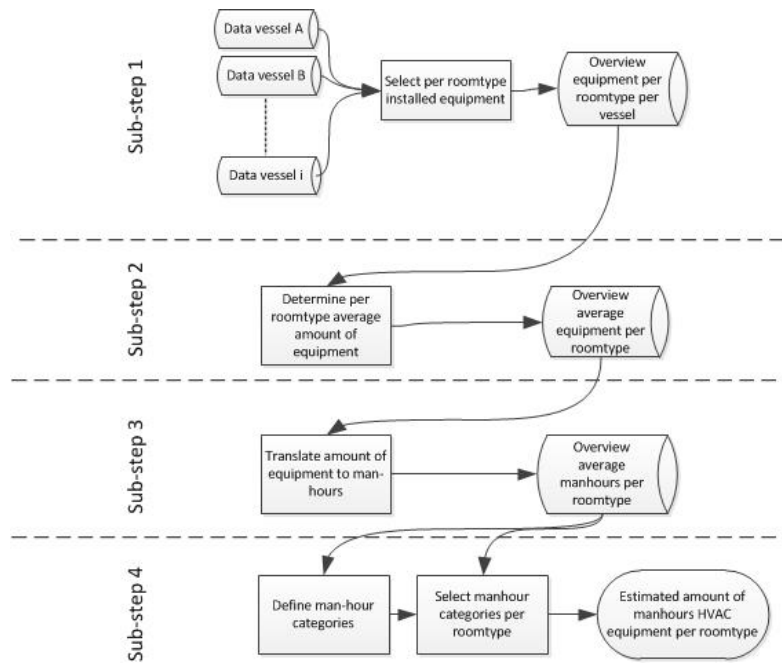 Sub-step 1
Data vessel A
Data vessel B
Data vessel i
Select per roomtype
installed equipment
Overview
equipment per
roomtype per
vessel
Sub-step 2
Determine per
roomtype average
amount of
equipment
Overview
average
equipment per
roomtype
Sub-step 3
Translate amount of
equipment to man-
hours
Overview
average
manhours per
roomtype
Sub-step 4
Define man-hour
categories
Select manhour
categories per
roomtype
Estimated amount of
manhours HVAC
equipment per roomtype